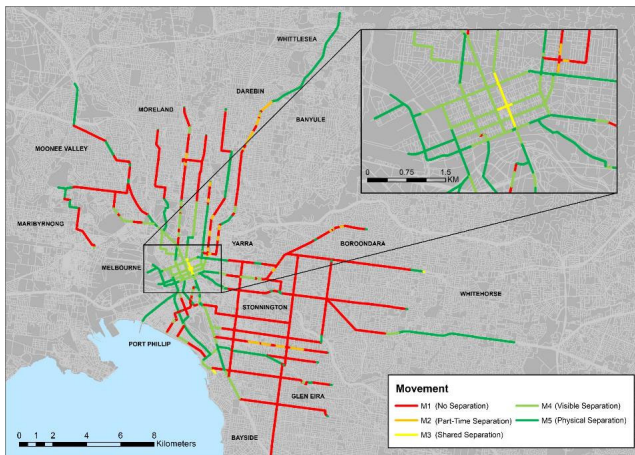 WHITTLESEA
DAREBIN
MORELAND
BANYULE
MOONEE VALLEY
MARIBYRNONG
YARRA
BOROONDARA
MELBOURNE
WHITEHORSE
STONNINGTON
PORT PHILLIP
GLEN EIRA
BAYSIDE
0 0.75 1.5
KM
0 1 2 4 6 8
Kilometers
Movement
M1 (No Separation)
M2 (Part-Time Separation)
M3 (Shared Separation)
M4 (Visible Separation)
M5 (Physical Separation)